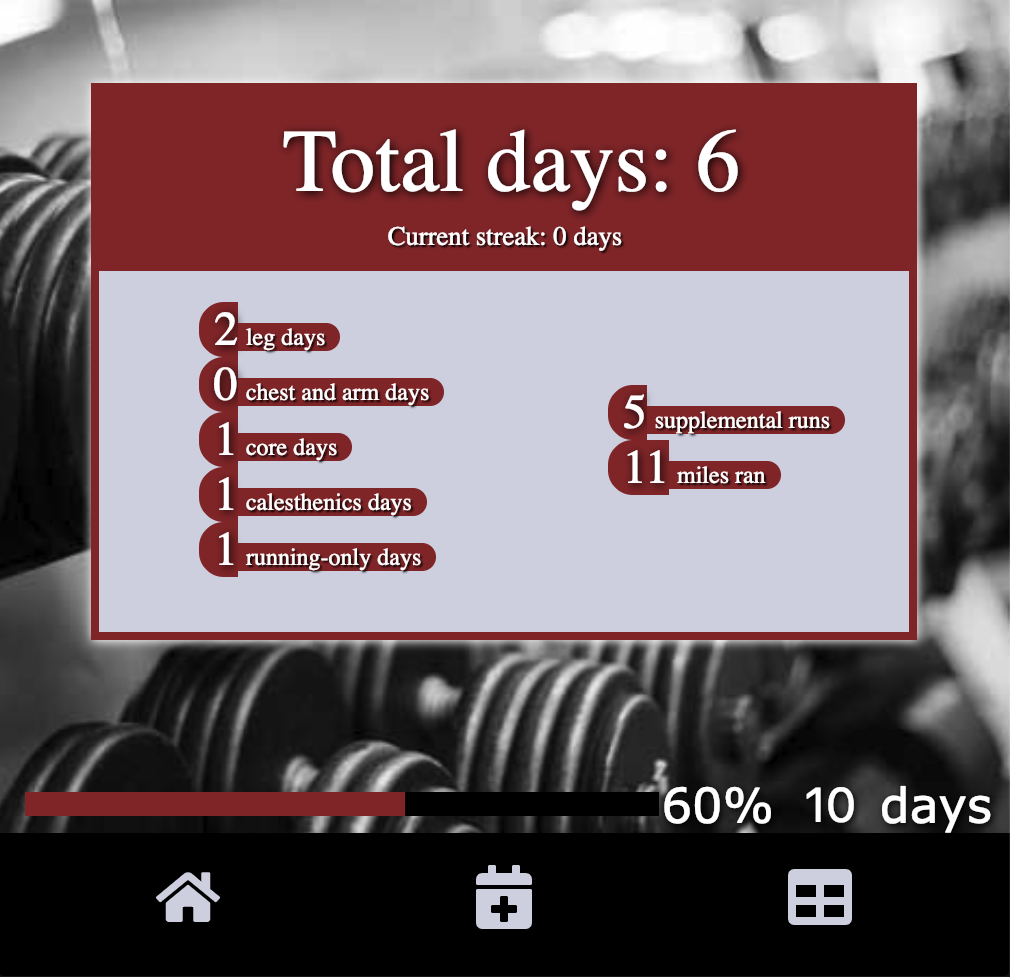 Total days: 6
Current streak: 0 days
2 leg days
0 chest and arm days
1 core days
1 calesthenics days
1 running-only days
5 supplemental runs
11 miles ran
60% 10 days